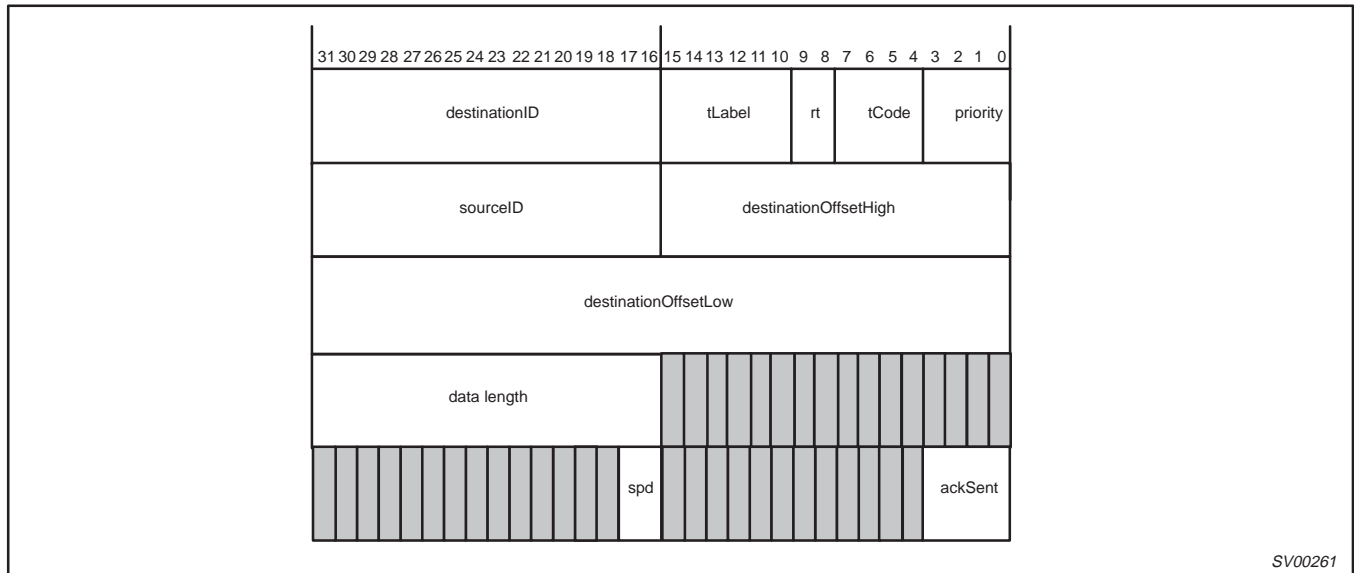 31 30 29 28 27 26 25 24 23 22 21 20 19 18 17 16 15 14 13 12 11 10 9 8 7 6 5 4 3 2 1 0
destinationID tLabel rt tCode priority
sourceID destinationOffsetHigh
destinationOffsetLow
data length
spd ackSent
SV00261